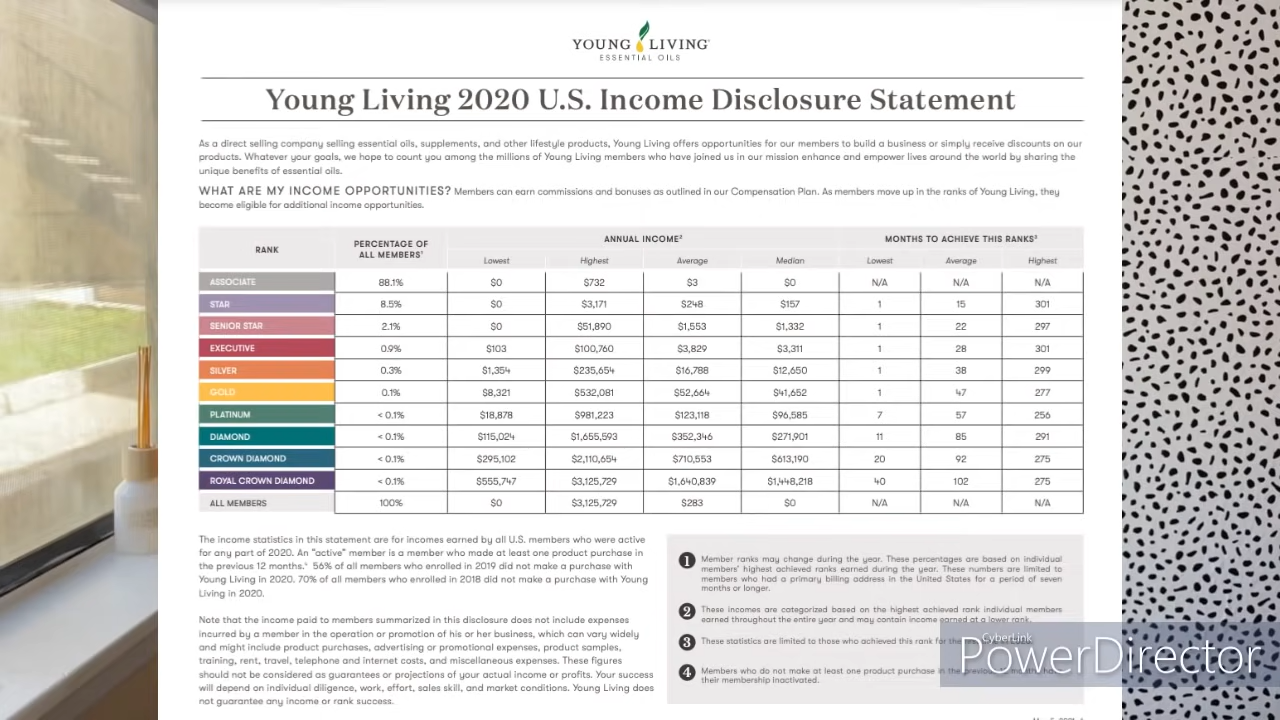 YOUNG LIVING
ESSENTIAL OILS
Young Living 2020 U.S. Income Disclosure Statement
As a direct selling company selling essential oils, supplements, and other lifestyle products, Young Living offers opportunities for our members to build a business or simply receive discounts on our
products. Whatever your goals, we hope to count you among the millions of Young Living members who have joined us in our mission enhance and empower lives around the world by sharing the
unique benefits of essential oils.
WHAT ARE MY INCOME OPPORTUNITIES? Members can earn commissions and bonuses as outlined in our Compensation Plan. As members move up in the ranks of Young Living, they
become eligible for additional income opportunities.
RANK PERCENTAGE OF ALL MEMBERS¹ ANNUAL INCOME² MONTHS TO ACHIEVE THIS RANKS³
Lowest Highest Average Median Lowest Average Highest
ASSOCIATE 88.1% $0 $732 $3 $0 N/A N/A N/A
STAR 8.5% $0 $3,171 $248 $157 1 15 301
SENIOR STAR 2.1% $0 $51,890 $1,553 $1,332 1 22 297
EXECUTIVE 0.9% $103 $100,760 $3,829 $3,311 1 28 301
SILVER 0.3% $1,354 $235,654 $16,788 $12,650 1 38 299
GOLD 0.1% $8,321 $532,081 $52,664 $41,652 1 47 277
PLATINUM < 0.1% $18,878 $981,223 $123,118 $96,585 7 57 256
DIAMOND < 0.1% $115,024 $1,655,593 $352,346 $271,901 11 85 291
CROWN DIAMOND < 0.1% $295,102 $2,110,654 $710,553 $613,190 20 92 275
ROYAL CROWN DIAMOND < 0.1% $555,747 $3,125,729 $1,640,839 $1,448,218 40 102 275
ALL MEMBERS 100% $0 $3,125,729 $283 $0 N/A N/A N/A
The income statistics in this statement are for incomes earned by all U.S. members who were active
for any part of 2020. An "active" member is a member who made at least one product purchase in
the previous 12 months.⁴ 56% of all members who enrolled in 2019 did not make a purchase with
Young Living in 2020. 70% of all members who enrolled in 2018 did not make a purchase with Young
Living in 2020.
Note that the income paid to members summarized in this disclosure does not include expenses
incurred by a member in the operation or promotion of his or her business, which can vary widely
and might include product purchases, advertising or promotional expenses, product samples,
training, rent, travel, telephone and internet costs, and miscellaneous expenses. These figures
should not be considered as guarantees or projections of your actual income or profits. Your success
will depend on individual diligence, work, effort, sales skill, and market conditions. Young Living does
not guarantee any income or rank success.
1 Member ranks may change during the year. These percentages are based on individual
members' highest achieved ranks earned during the year. These numbers are limited to
members who had a primary billing address in the United States for a period of seven
months or longer.
2 These incomes are categorized based on the highest achieved rank individual members
earned throughout the entire year and may contain income earned at a lower rank.
3 These statistics are limited to those who achieved this rank for the
4 Members who do not make at least one product purchase in the previous
their membership inactivated.
CyberLink
PowerDirector